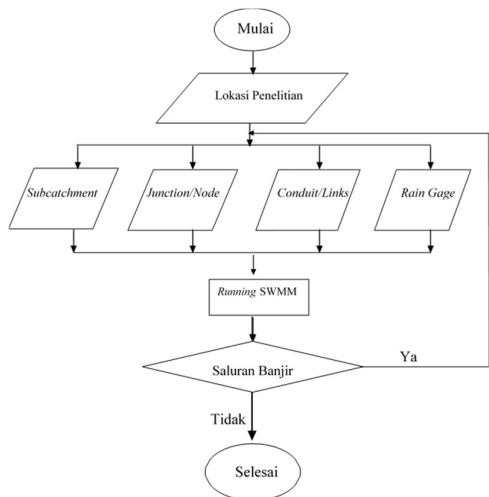 Mulai
Lokasi Penelitian
Subcatchment
Junction/Node
Conduit/Links
Rain Gage
Running SWMM
Saluran Banjir
Ya
Tidak
Selesai